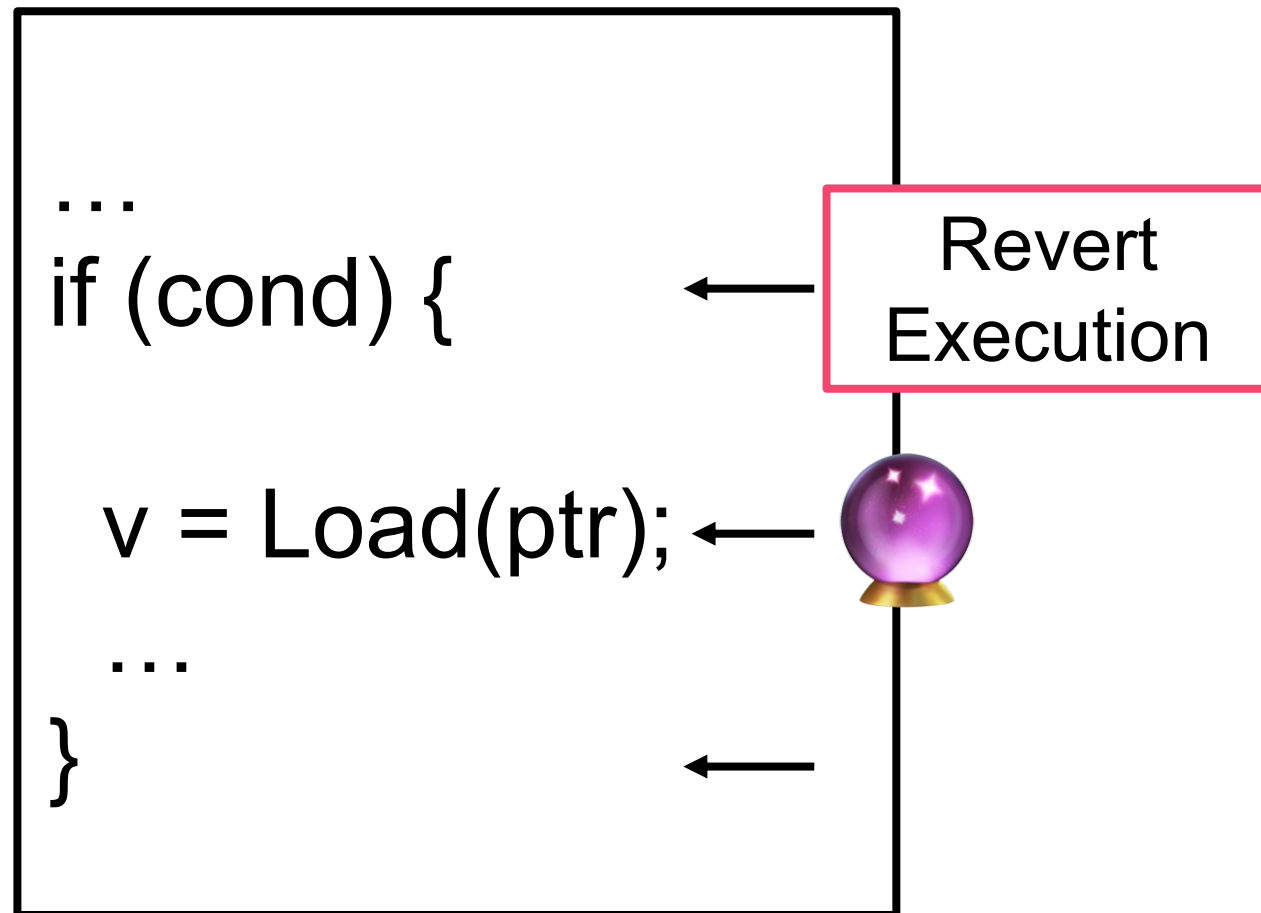 …
if (cond) {
Revert
Execution
v = Load(ptr);
…
}